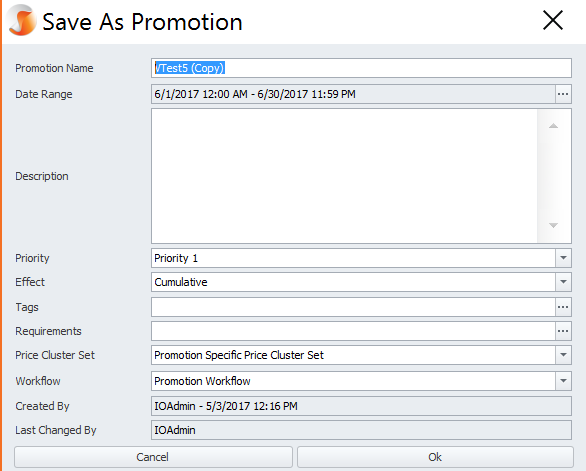 Save As Promotion
Promotion Name
Test5 (Copy)
Date Range
6/1/2017 12:00 AM - 6/30/2017 11:59 PM
Description
Priority
Priority 1
Effect
Cumulative
Tags
Requirements
Price Cluster Set
Promotion Specific Price Cluster Set
Workflow
Promotion Workflow
Created By
IOAdmin - 5/3/2017 12:16 PM
Last Changed By
IOAdmin
Cancel
Ok